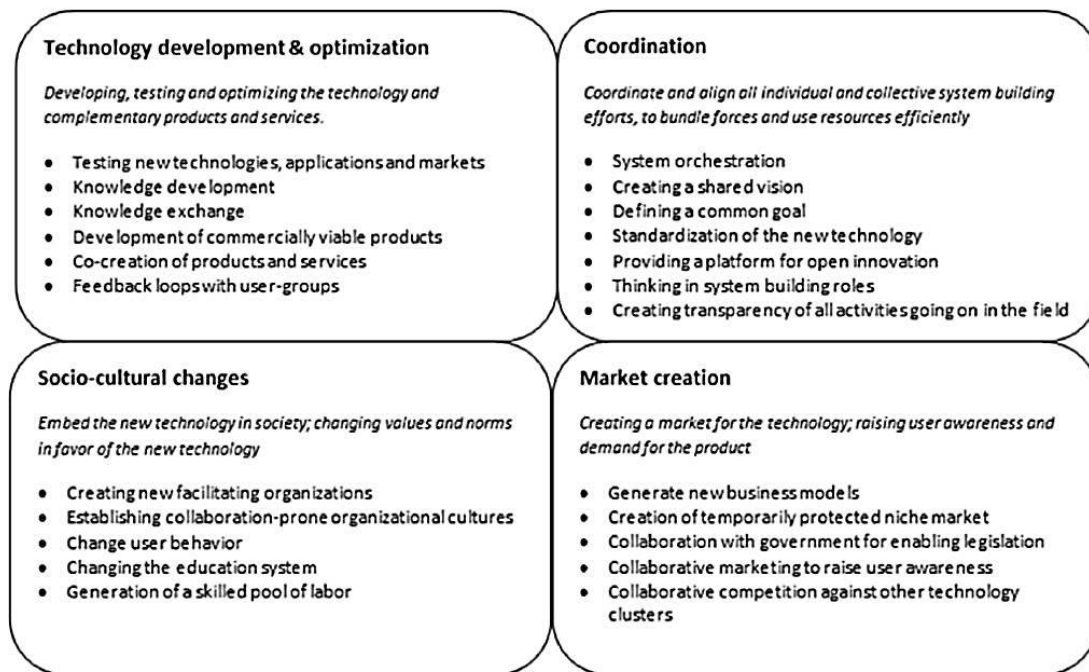 Technology development & optimization
Developing, testing and optimizing the technology and
complementary products and services.
• Testing new technologies, applications and markets
• Knowledge development
• Knowledge exchange
• Development of commercially viable products
• Co-creation of products and services
• Feedback loops with user-groups
Coordination
Coordinate and align all individual and collective system building
efforts, to bundle forces and use resources efficiently
• System orchestration
• Creating a shared vision
• Defining a common goal
• Standardization of the new technology
• Providing a platform for open innovation
• Thinking in system building roles
• Creating transparency of all activities going on in the field
Socio-cultural changes
Embed the new technology in society; changing values and norms
in favor of the new technology
• Creating new facilitating organizations
• Establishing collaboration-prone organizational cultures
• Change user behavior
• Changing the education system
• Generation of a skilled pool of labor
Market creation
Creating a market for the technology; raising user awareness and
demand for the product
• Generate new business models
• Creation of temporarily protected niche market
• Collaboration with government for enabling legislation
• Collaborative marketing to raise user awareness
• Collaborative competition against other technology
clusters